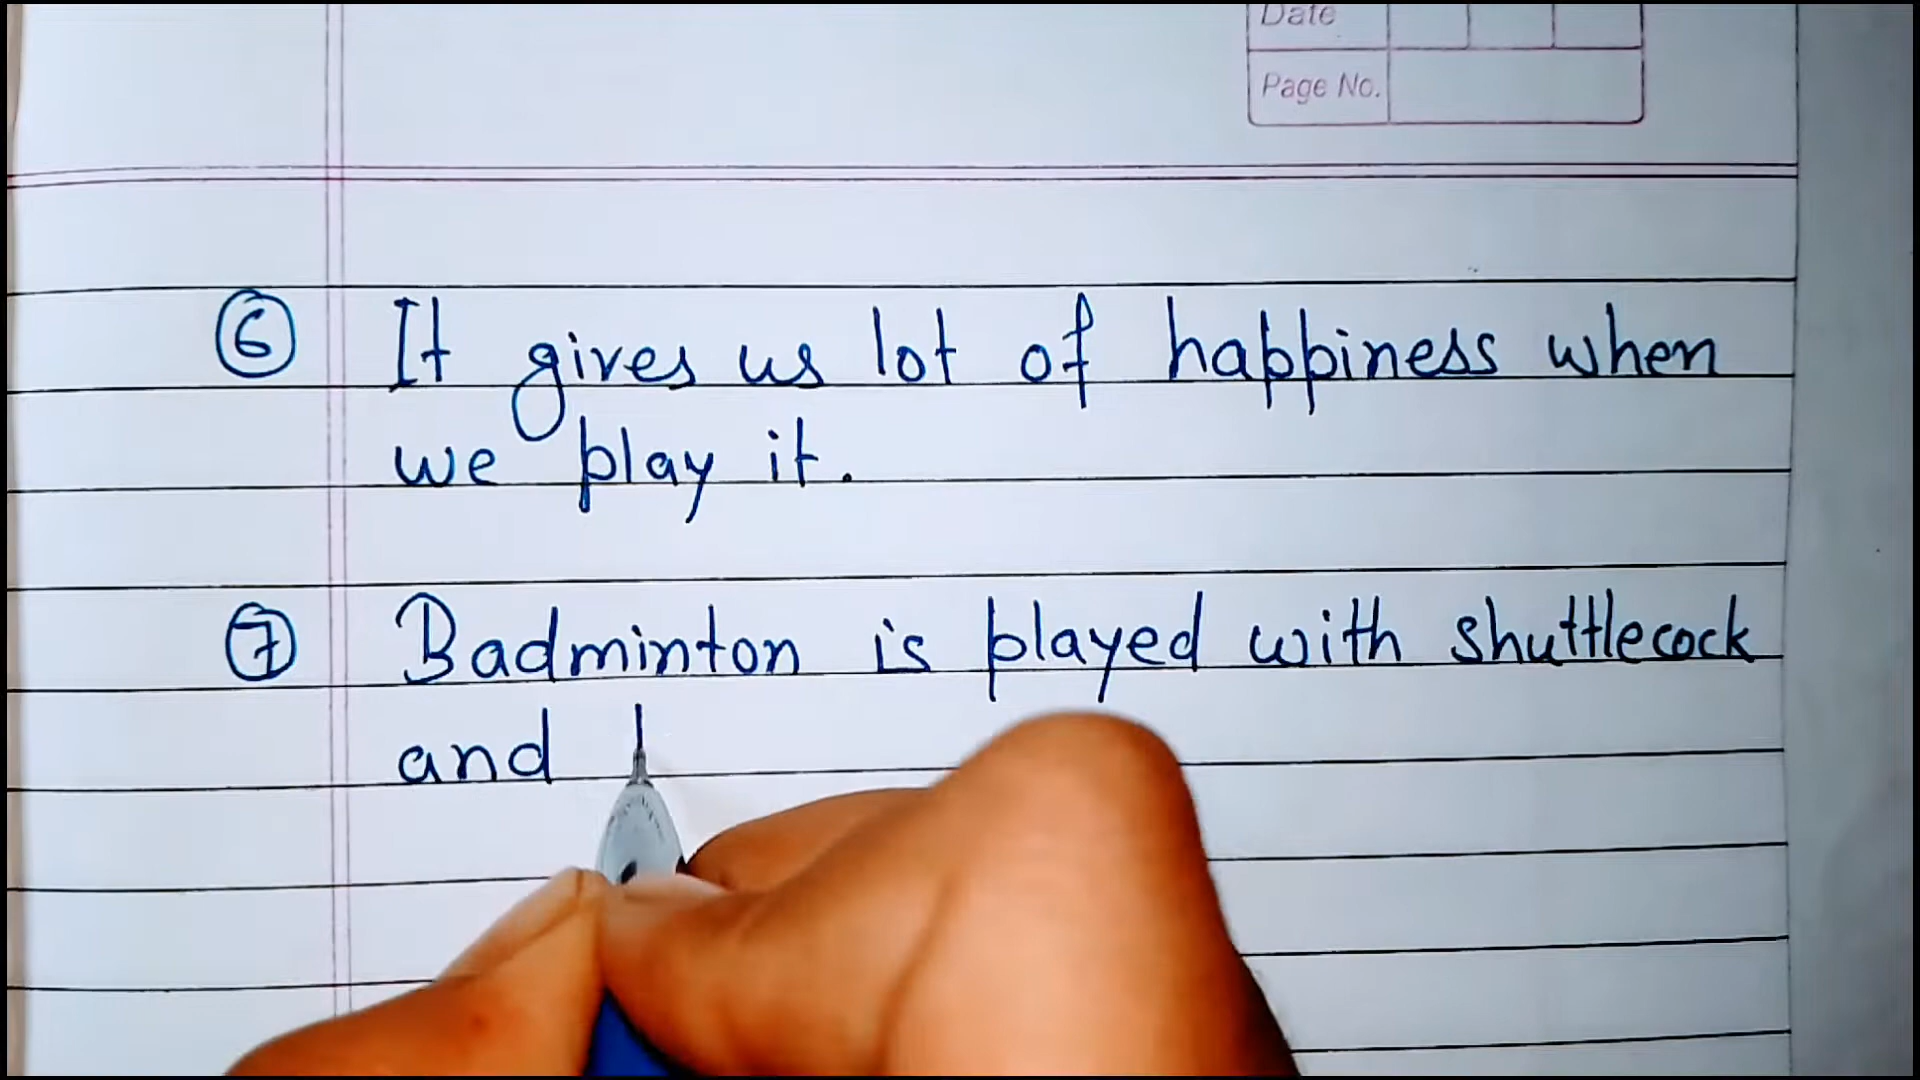 Date
Page No.
⑥ It gives us lot of happiness when
we play it.
⑦ Badminton is played with shuttlecock
and